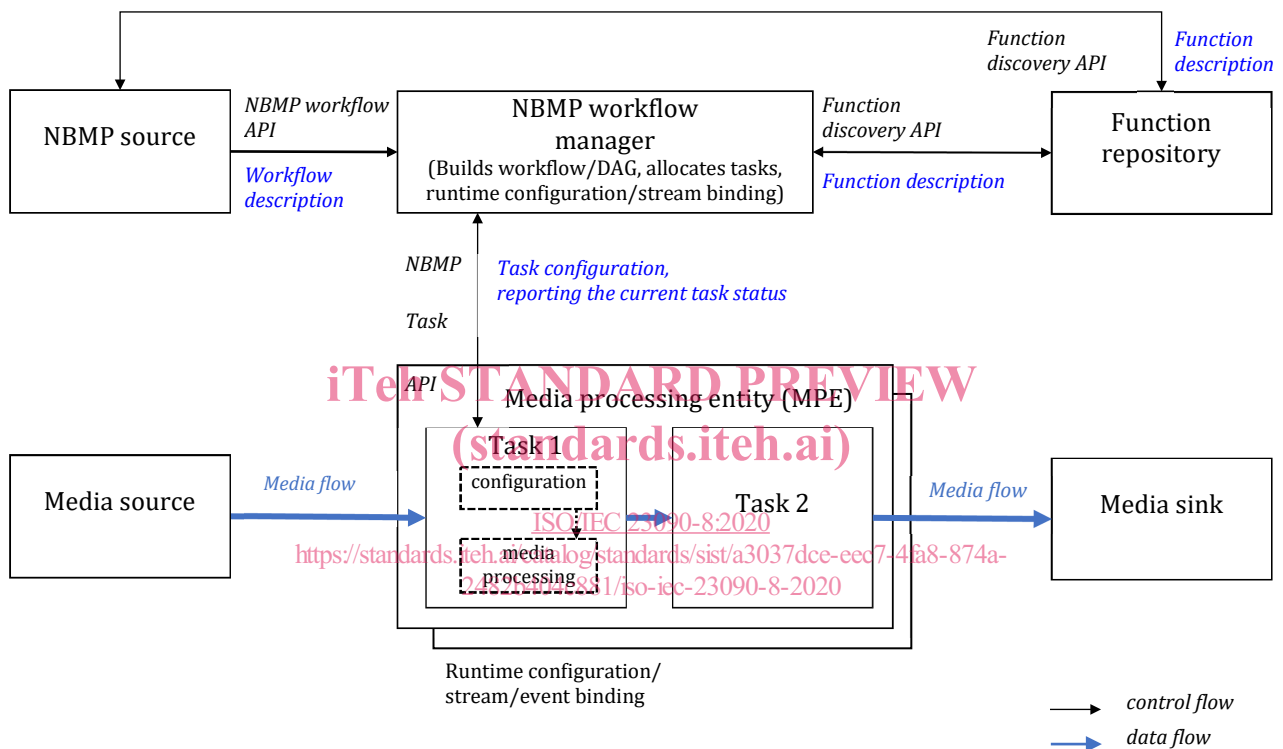 Function
discovery API
Function
description
NBMP source
NBMP workflow
API
Workflow
description
NBMP workflow
manager
(Builds workflow/DAG, allocates tasks,
runtime configuration/stream binding)
Function
discovery API
Function description
Function
repository
NBMP
Task
API
Task configuration,
reporting the current task status
iTeh STANDARD PREVIEW
(standards.iteh.ai)
Media processing entity (MPE)
Task 1
configuration
media
processing
Task 2
Media source
Media flow
Media flow
Media sink
ISO/IEC 23090-8:2020
https://standards.iteh.ai/catalog/standards/sist/a3037dce-eec7-4fa8-874a-
/iso-iec-23090-8-2020
Runtime configuration/
stream/event binding
control flow
data flow